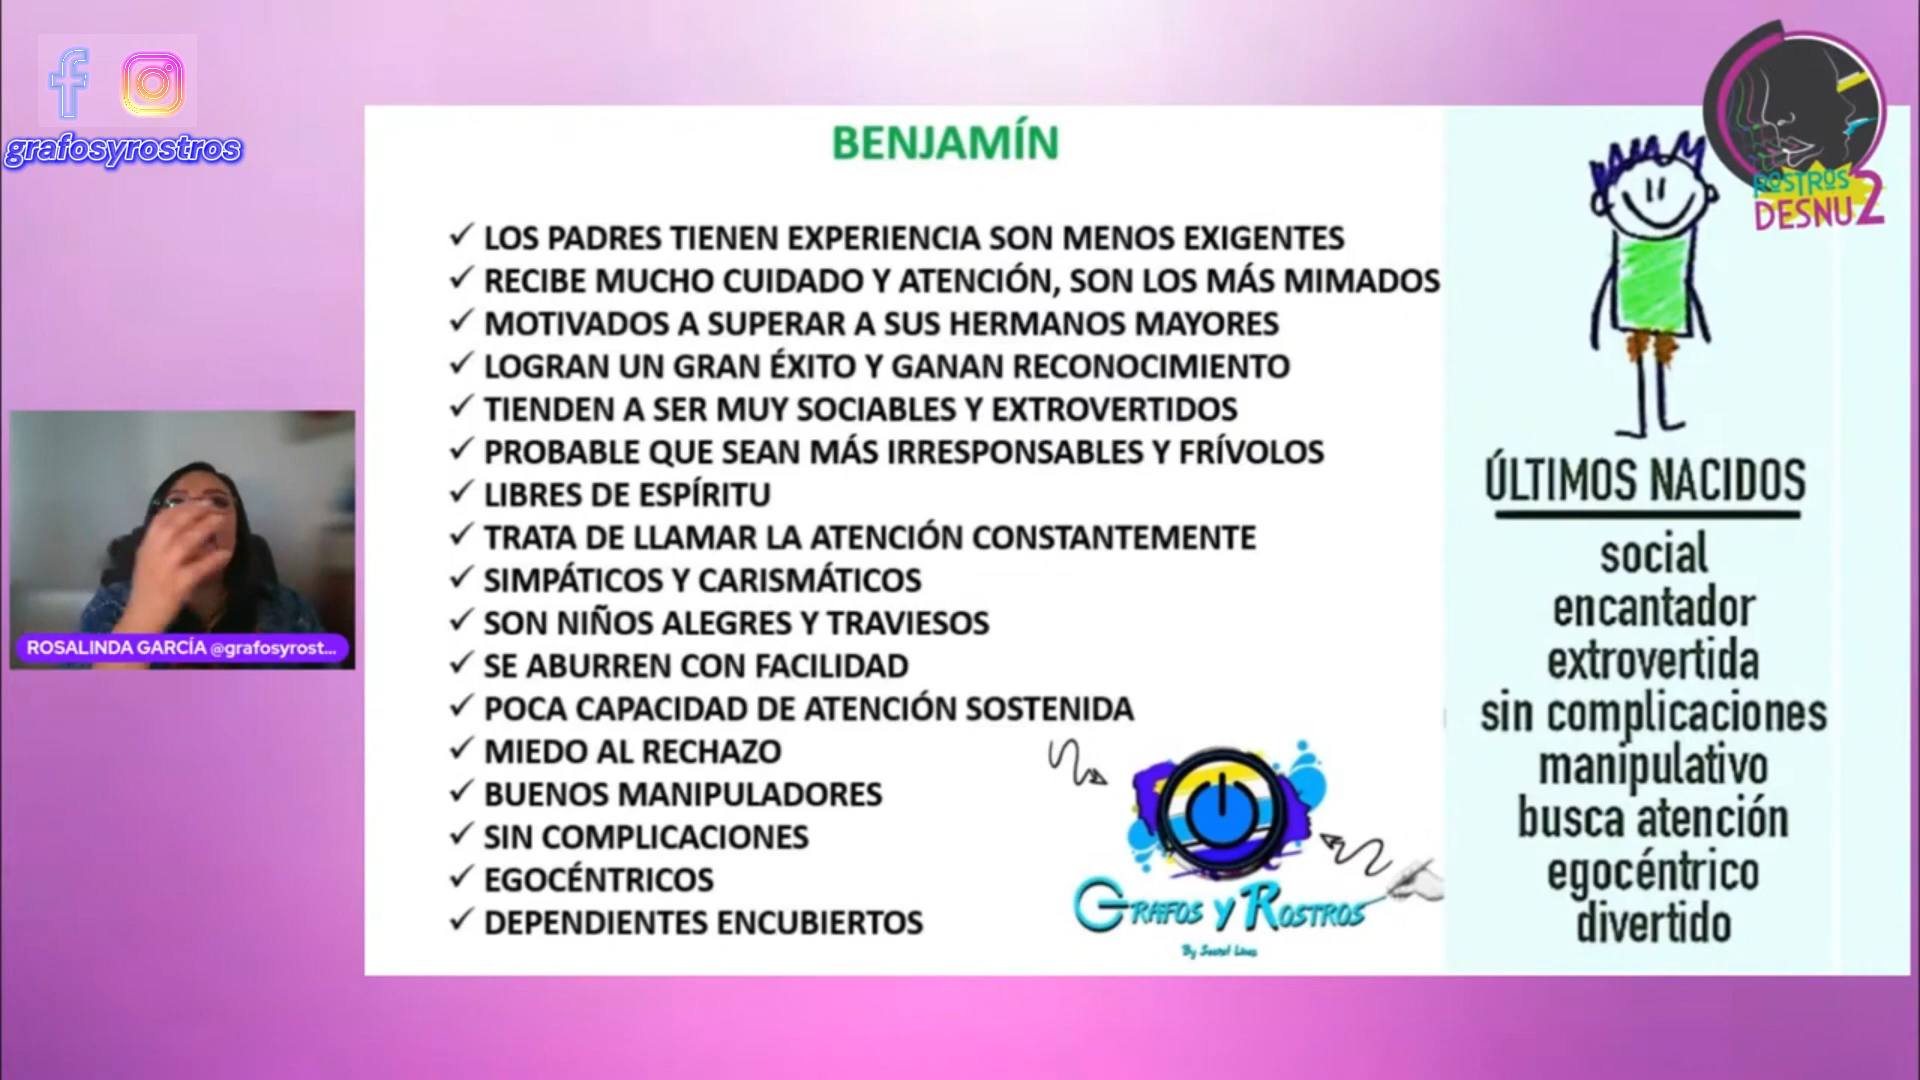 grafosyrostros
ROSTROS
DESNU2
BENJAMÍN
LOS PADRES TIENEN EXPERIENCIA SON MENOS EXIGENTES
RECIBE MUCHO CUIDADO Y ATENCIÓN, SON LOS MÁS MIMADOS
MOTIVADOS A SUPERAR A SUS HERMANOS MAYORES
LOGRAN UN GRAN ÉXITO Y GANAN RECONOCIMIENTO
TIENDEN A SER MUY SOCIABLES Y EXTROVERTIDOS
PROBABLE QUE SEAN MÁS IRRESPONSABLES Y FRÍVOLOS
LIBRES DE ESPÍRITU
TRATA DE LLAMAR LA ATENCIÓN CONSTANTEMENTE
SIMPÁTICOS Y CARISMÁTICOS
SON NIÑOS ALEGRES Y TRAVIESOS
SE ABURREN CON FACILIDAD
POCA CAPACIDAD DE ATENCIÓN SOSTENIDA
MIEDO AL RECHAZO
BUENOS MANIPULADORES
SIN COMPLICACIONES
EGOCÉNTRICOS
DEPENDIENTES ENCUBIERTOS
GRAFOS Y ROSTROS
By Secret Lines
ÚLTIMOS NACIDOS
social
encantador
extrovertida
sin complicaciones
manipulativo
busca atención
egocéntrico
divertido
ROSALINDA GARCÍA @grafosyrost...